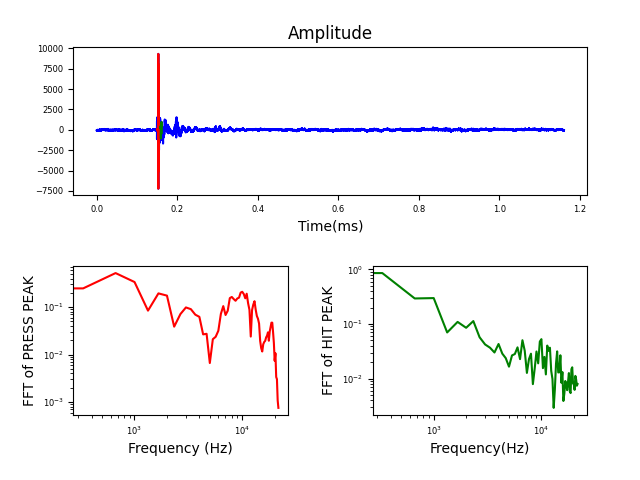 Amplitude
10000
7500
5000
2500
0
−2500
−5000
−7500
0.0 0.2 0.4 0.6 0.8 1.0 1.2
Time(ms)
FFT of PRESS PEAK
10⁻¹
10⁻²
10⁻³
10³ 10⁴
Frequency (Hz)
FFT of HIT PEAK
10⁰
10⁻¹
10⁻²
10³ 10⁴
Frequency(Hz)